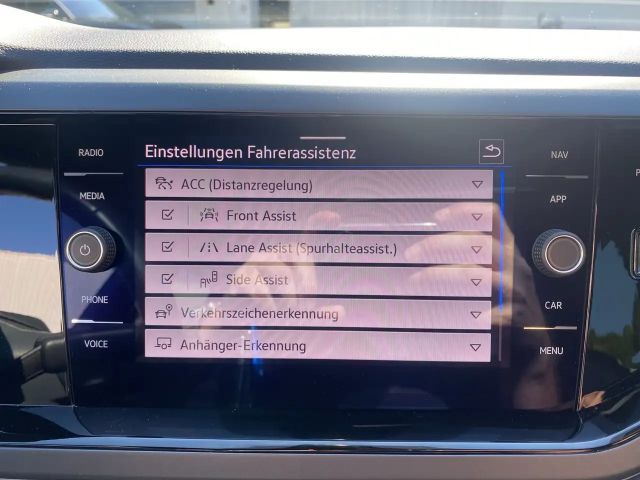 RADIO
MEDIA
PHONE
VOICE
Einstellungen Fahrerassistenz
ACC (Distanzregelung)
Front Assist
Lane Assist (Spurhalteassist.)
Side Assist
Verkehrszeichenerkennung
Anhänger-Erkennung
NAV
APP
CAR
MENU